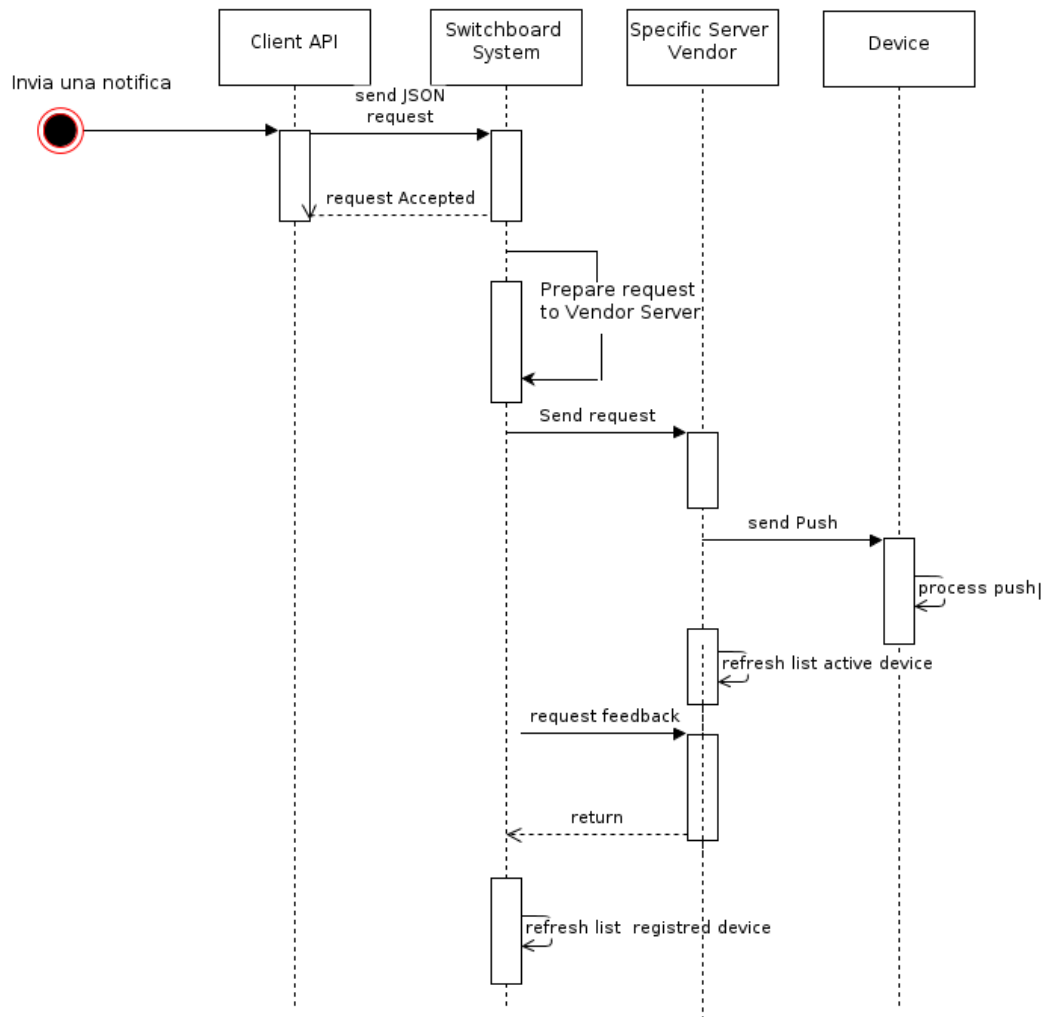 Client API
Switchboard
System
Specific Server
Vendor
Device
Invia una notifica
send JSON
request
request Accepted
Prepare request
to Vendor Server
Send request
send Push
process push
refresh list active device
request feedback
return
refresh list registred device